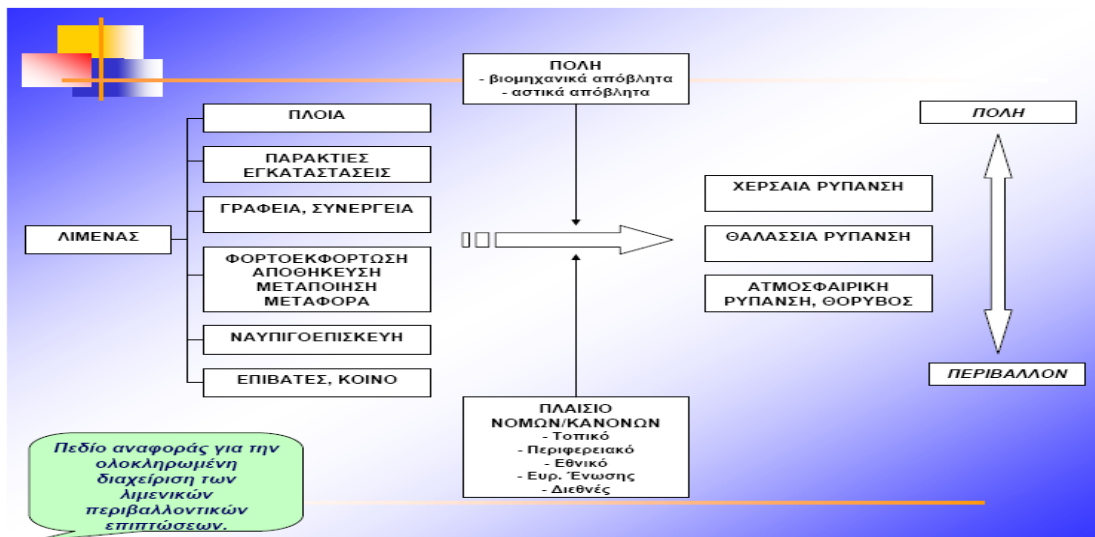 ΠΟΛΗ
- βιομηχανικά απόβλητα
- αστικά απόβλητα
ΛΙΜΕΝΑΣ
ΠΛΟΙΑ
ΠΑΡΑΚΤΙΕΣ
ΕΓΚΑΤΑΣΤΑΣΕΙΣ
ΓΡΑΦΕΙΑ, ΣΥΝΕΡΓΕΙΑ
ΦΟΡΤΟΕΚΦΟΡΤΩΣΗ
ΑΠΟΘΗΚΕΥΣΗ
ΜΕΤΑΠΟΙΗΣΗ
ΜΕΤΑΦΟΡΑ
ΝΑΥΠΙΓΟΕΠΙΣΚΕΥΗ
ΕΠΙΒΑΤΕΣ, ΚΟΙΝΟ
ΠΛΑΙΣΙΟ
ΝΟΜΩΝ/ΚΑΝΟΝΩΝ
- Τοπικό
- Περιφερειακό
- Εθνικό
- Ευρ. Ένωσης
- Διεθνές
ΧΕΡΣΑΙΑ ΡΥΠΑΝΣΗ
ΘΑΛΑΣΣΙΑ ΡΥΠΑΝΣΗ
ΑΤΜΟΣΦΑΙΡΙΚΗ
ΡΥΠΑΝΣΗ, ΘΟΡΥΒΟΣ
ΠΟΛΗ
ΠΕΡΙΒΑΛΛΟΝ
Πεδίο αναφοράς για την
ολοκληρωμένη
διαχείριση των
λιμενικών
περιβαλλοντικών
επιπτώσεων.